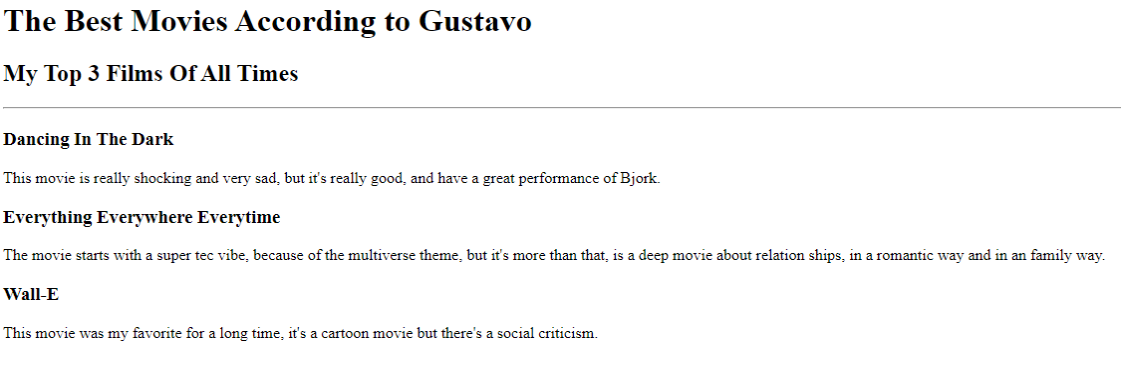 The Best Movies According to Gustavo
My Top 3 Films Of All Times
Dancing In The Dark
This movie is really shocking and very sad, but it's really good, and have a great performance of Bjork.
Everything Everywhere Everytime
The movie starts with a super tec vibe, because of the multiverse theme, but it's more than that, is a deep movie about relation ships, in a romantic way and in an family way.
Wall-E
This movie was my favorite for a long time, it's a cartoon movie but there's a social criticism.